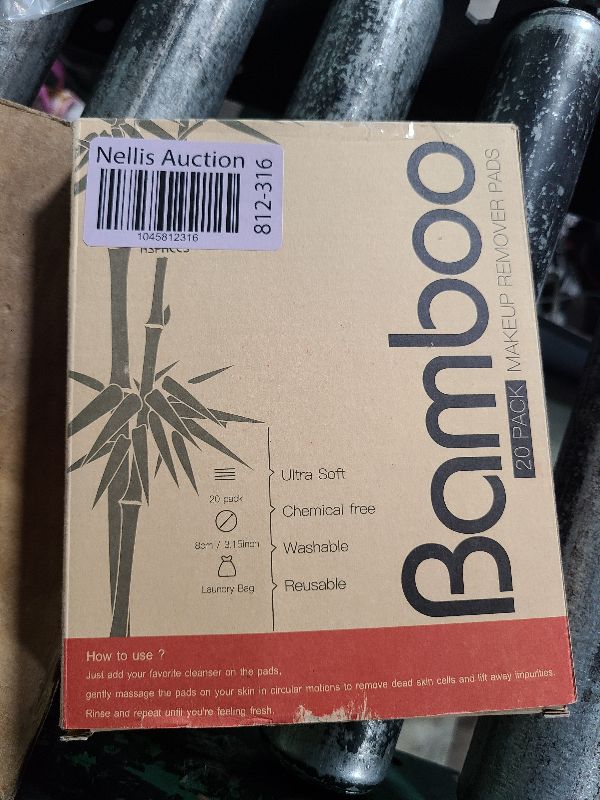 Nellis Auction
1045812316
812-316
Bamboo
20 PACK MAKEUP REMOVER PADS
20 pack
8cm / 3.15inch
Laundry Bag
Ultra Soft
Chemical free
Washable
Reusable
How to use ?
Just add your favorite cleanser on the pads,
gently massage the pads on your skin in circular motions to remove dead skin cells and lift away impurities.
Rinse and repeat until you're feeling fresh.